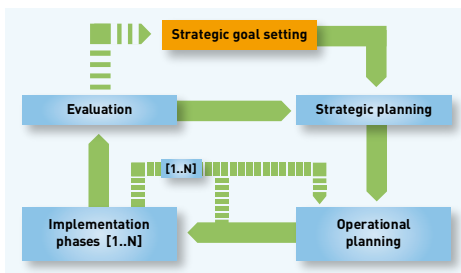 Strategic goal setting
Evaluation
Strategic planning
[1..N]
Implementation
phases [1..N]
Operational
planning